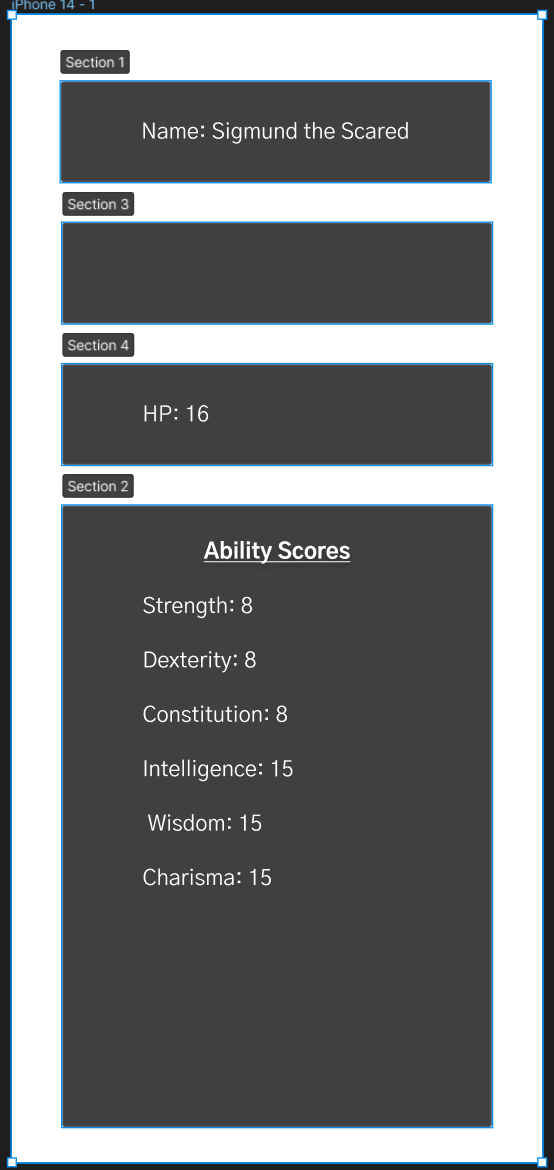 iPhone 14 - 1
Section 1
Name: Sigmund the Scared
Section 3
Section 4
HP: 16
Section 2
Ability Scores
Strength: 8
Dexterity: 8
Constitution: 8
Intelligence: 15
Wisdom: 15
Charisma: 15